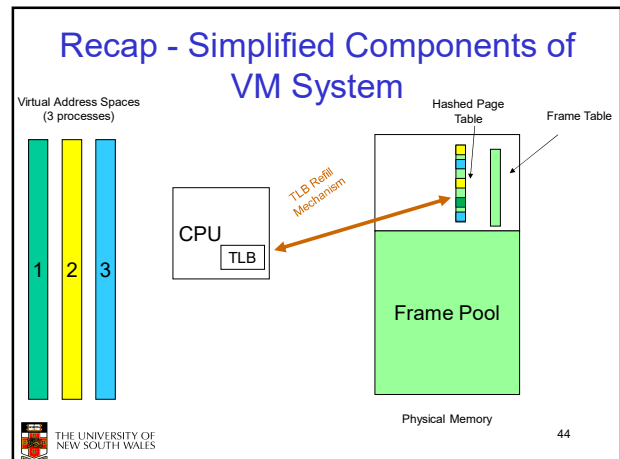 Recap - Simplified Components of
VM System
Virtual Address Spaces
(3 processes)
Hashed Page
Table
Frame Table
TLB Refill
Mechanism
CPU
TLB
1
2
3
Frame Pool
Physical Memory
THE UNIVERSITY OF
NEW SOUTH WALES
44